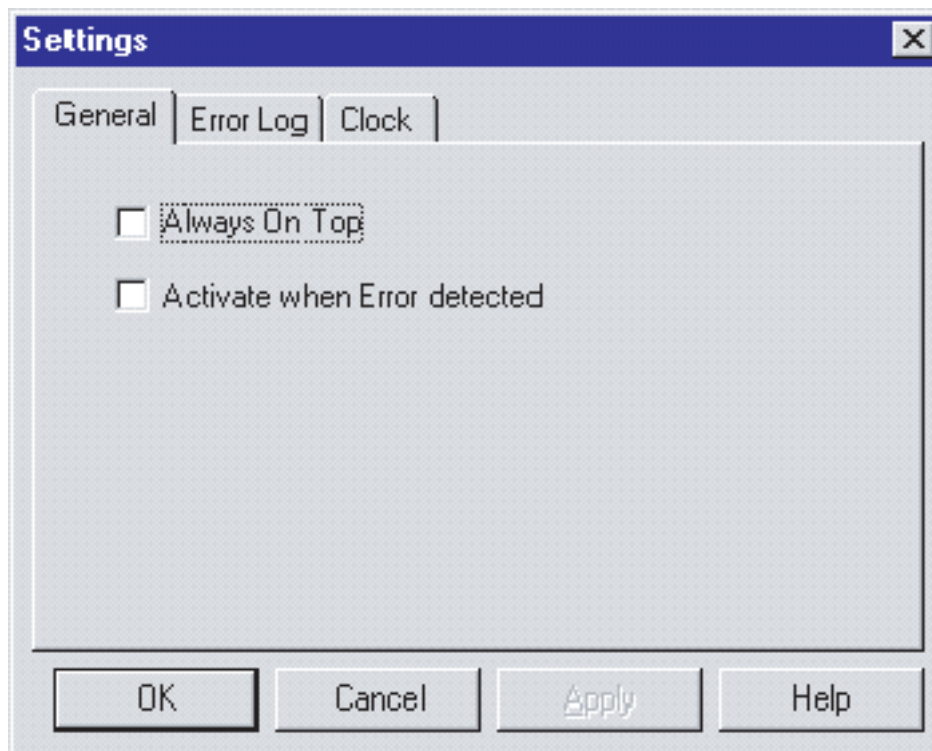 Settings
General Error Log Clock
Always On Top
Activate when Error detected
OK Cancel Apply Help